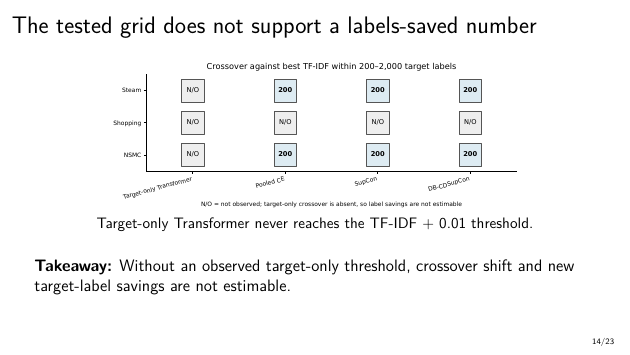 The tested grid does not support a labels-saved number
Crossover against best TF-IDF within 200–2,000 target labels
Steam N/O 200 200 200
Shopping N/O N/O N/O N/O
NSMC N/O 200 200 200
Target-only Transformer Pooled CE SupCon DB-CDSupCon
N/O = not observed; target-only crossover is absent, so label savings are not estimable
Target-only Transformer never reaches the TF-IDF + 0.01 threshold.
Takeaway: Without an observed target-only threshold, crossover shift and new
target-label savings are not estimable.
14/23